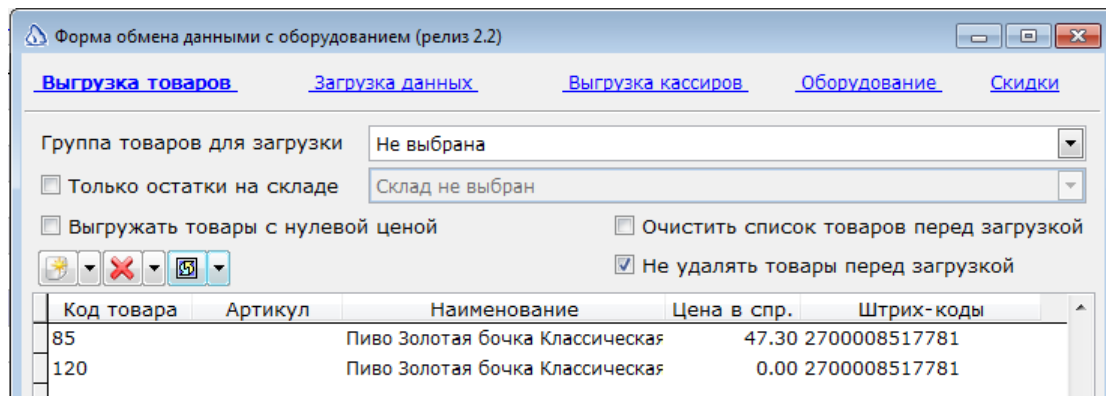 Форма обмена данными с оборудованием (релиз 2.2)
Выгрузка товаров Загрузка данных Выгрузка кассиров Оборудование Скидки
Группа товаров для загрузки Не выбрана
Только остатки на складе Склад не выбран
Выгружать товары с нулевой ценой Очистить список товаров перед загрузкой
Не удалять товары перед загрузкой
Код товара Артикул Наименование Цена в спр. Штрих-коды
85 Пиво Золотая бочка Классическая 47.30 2700008517781
120 Пиво Золотая бочка Классическая 0.00 2700008517781